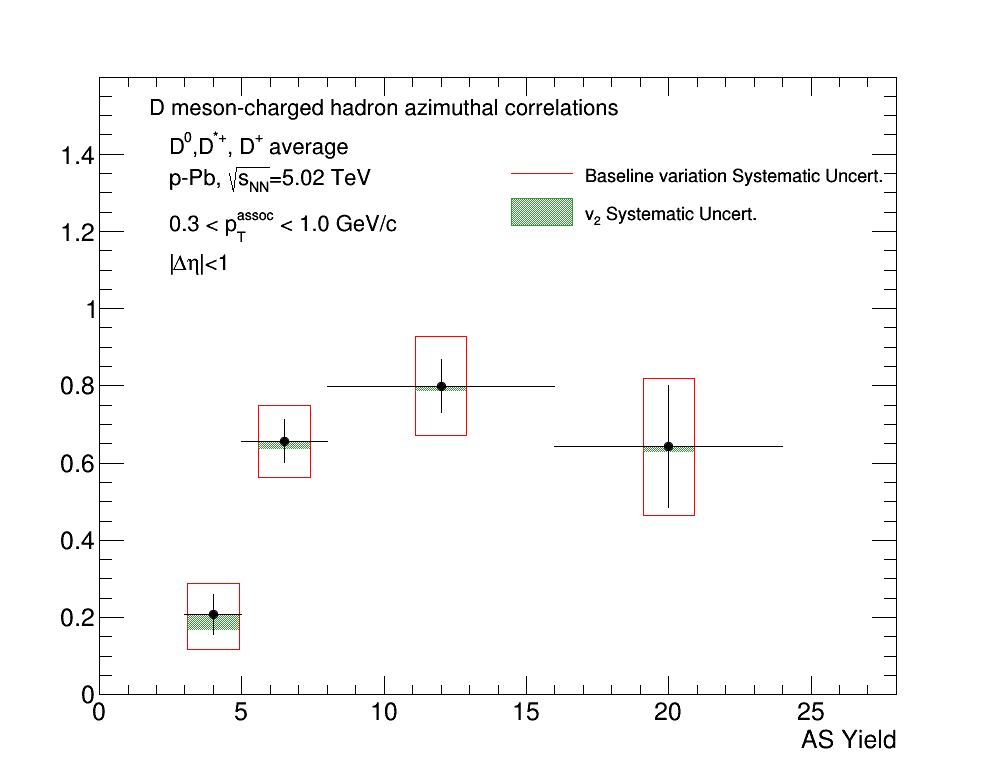 D meson-charged hadron azimuthal correlations
D⁰,D*⁺, D⁺ average
p-Pb, √sNN=5.02 TeV
0.3 < pTassoc < 1.0 GeV/c
|Δη|<1
Baseline variation Systematic Uncert.
v₂ Systematic Uncert.
1.4
1.2
1
0.8
0.6
0.4
0.2
0
0 5 10 15 20 25
AS Yield